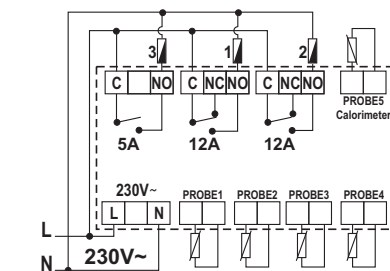 3 1 2
C NO C NC NO C NC NO
PROBE5
Calorimeter
5A 12A 12A
230V~ PROBE1 PROBE2 PROBE3 PROBE4
L N
L
N 230V~